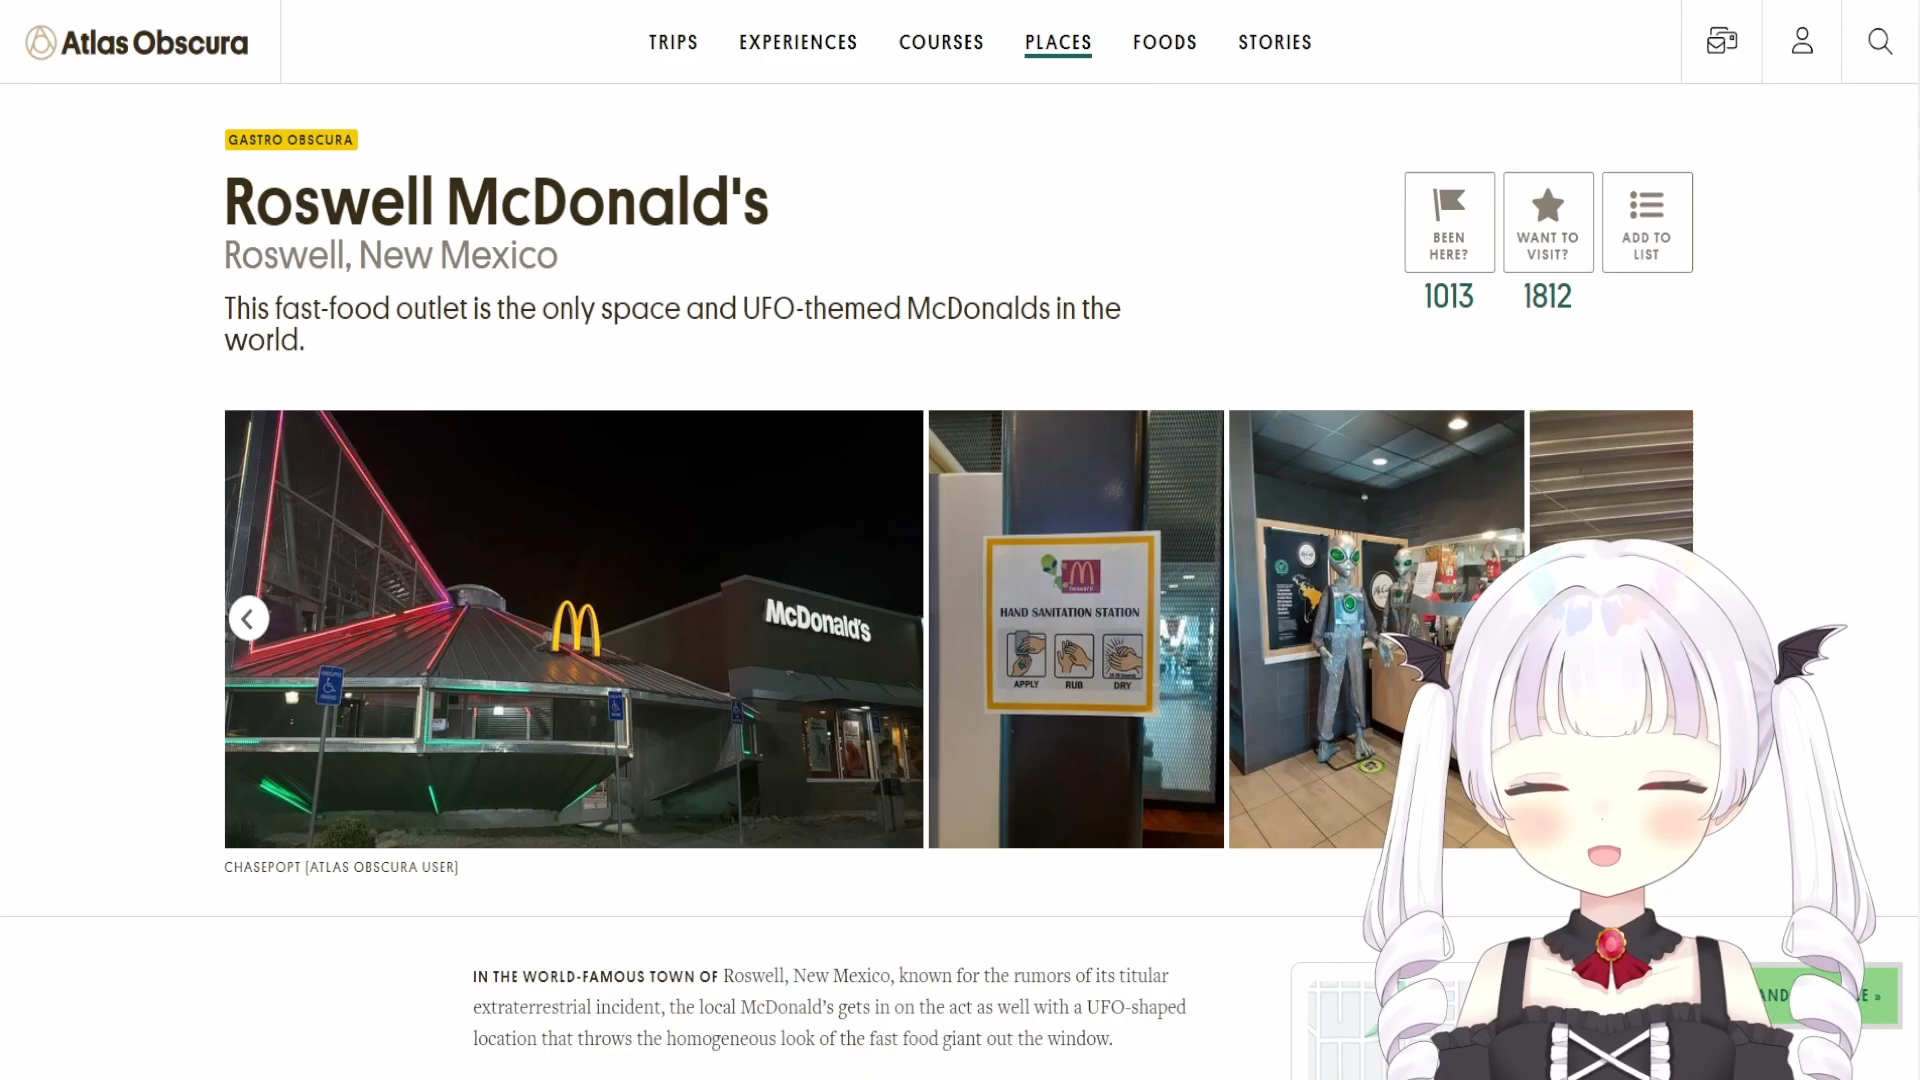 Atlas Obscura
TRIPS
EXPERIENCES
COURSES
PLACES
FOODS
STORIES
GASTRO OBSCURA
Roswell McDonald's
Roswell, New Mexico
This fast-food outlet is the only space and UFO-themed McDonalds in the
world.
BEEN
HERE?
1013
WANT TO
VISIT?
1812
ADD TO
LIST
McDonald's
HAND SANITATION STATION
APPLY
RUB
DRY
CHASEPOPT (ATLAS OBSCURA USER)
IN THE WORLD-FAMOUS TOWN OF Roswell, New Mexico, known for the rumors of its titular
extraterrestrial incident, the local McDonald’s gets in on the act as well with a UFO-shaped
location that throws the homogeneous look of the fast food giant out the window.